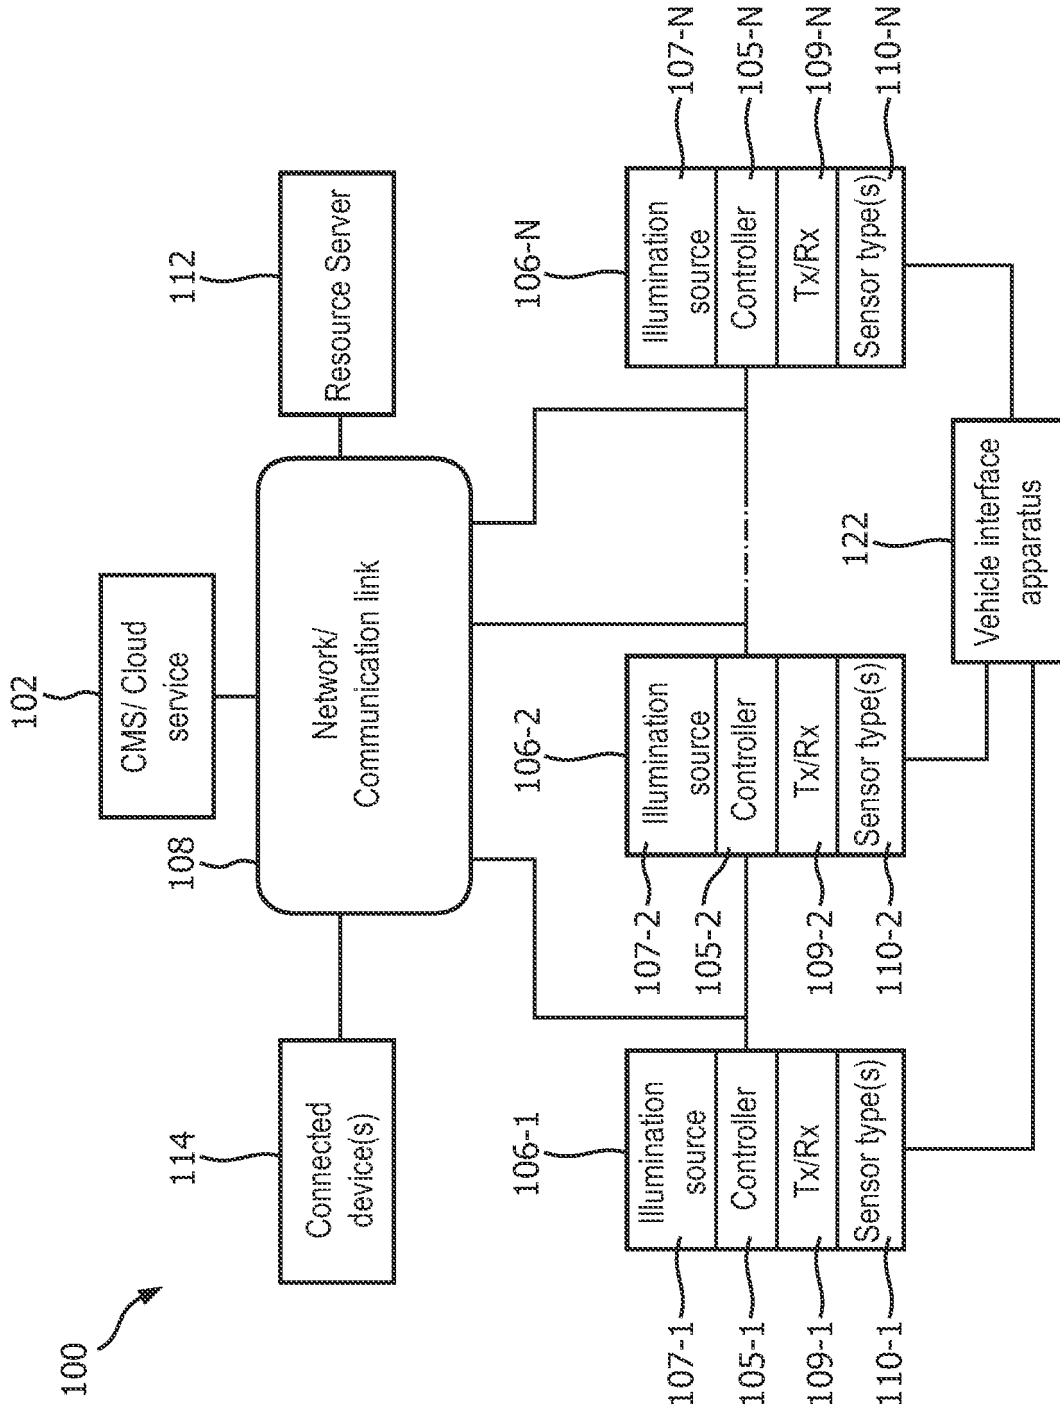 100
102
CMS/ Cloud
service
108
112
114
Connected
device(s)
Network/
Communication link
Resource Server
106-1
Illumination
source
Controller
Tx/Rx
Sensor type(s)
107-1
105-1
109-1
110-1
106-2
Illumination
source
Controller
Tx/Rx
Sensor type(s)
107-2
105-2
109-2
110-2
106-N
Illumination
source
Controller
Tx/Rx
Sensor type(s)
107-N
105-N
109-N
110-N
122
Vehicle interface
apparatus